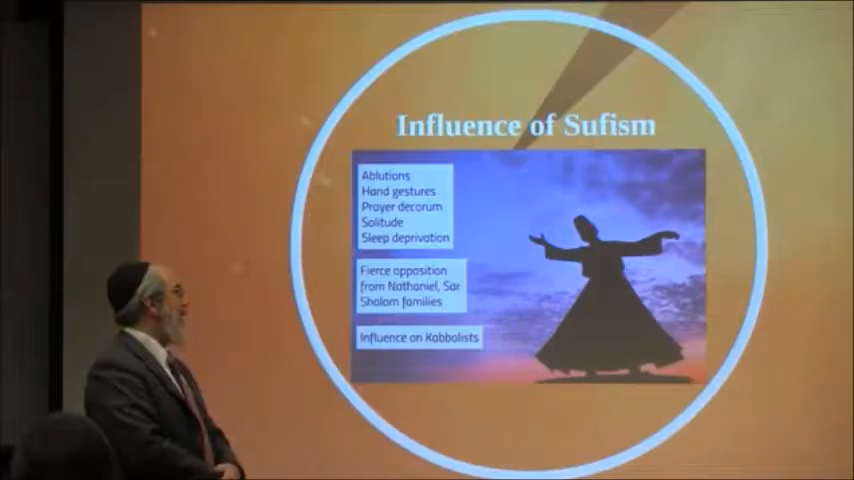 Influence of Sufism
Ablutions
Hand gestures
Prayer decorum
Solitude
Sleep deprivation
Fierce opposition
from Nathaniel, Sar
Shalom families
Influence on Kabbalists